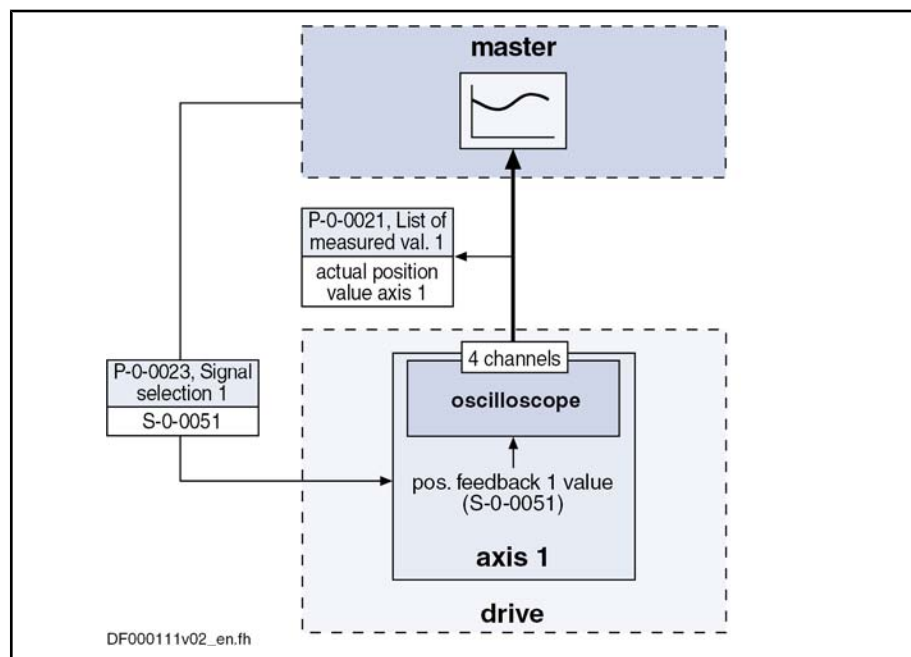 master
P-0-0021, List of
measured val. 1
actual position
value axis 1
P-0-0023, Signal
selection 1
S-0-0051
4 channels
oscilloscope
pos. feedback 1 value
(S-0-0051)
axis 1
drive
DF000111v02_en.fh